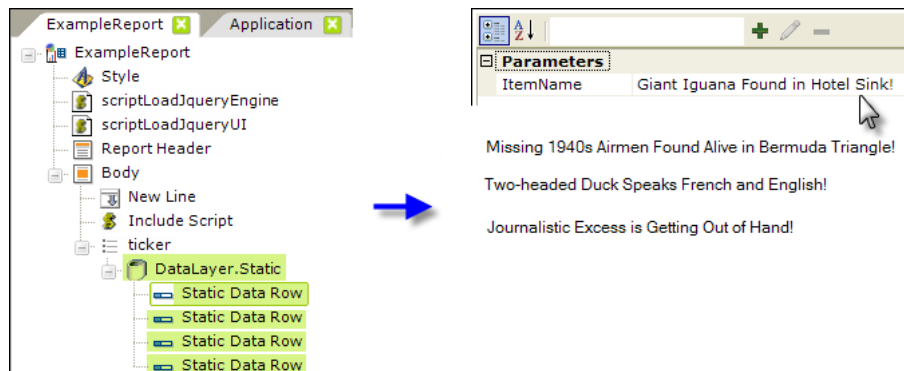 ExampleReport
Application
ExampleReport
Style
scriptLoadJqueryEngine
scriptLoadJqueryUI
Report Header
Body
New Line
Include Script
ticker
DataLayer.Static
Static Data Row
Static Data Row
Static Data Row
Static Data Row
A
Z
Parameters
ItemName Giant Iguana Found in Hotel Sink!
Missing 1940s Airmen Found Alive in Bermuda Triangle!
Two-headed Duck Speaks French and English!
Journalistic Excess is Getting Out of Hand!